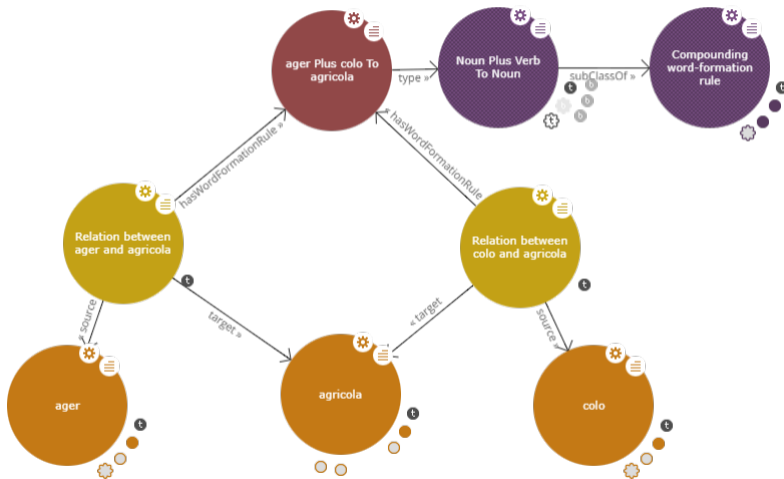 ager Plus colo To
agricola
type »
Noun Plus Verb
To Noun
subClassOf »
Compounding
word-formation
rule
t
b
b
t
b
t
hasWordFormationRule »
« hasWordFormationRule
Relation between
ager and agricola
t
Relation between
colo and agricola
t
« source
target »
« target
source »
ager
t
agricola
t
colo
t